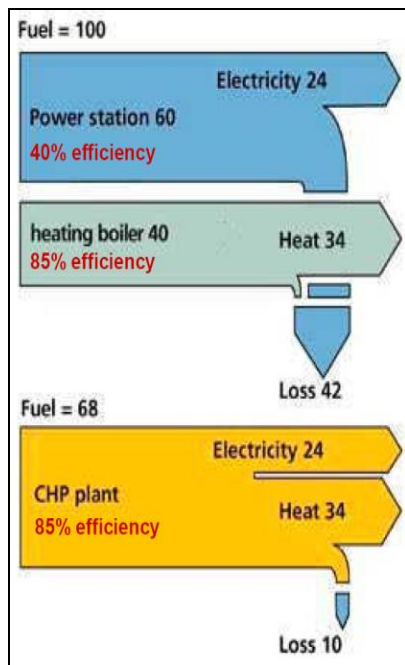 Fuel = 100
Electricity 24
Power station 60
40% efficiency
heating boiler 40
Heat 34
85% efficiency
Loss 42
Fuel = 68
Electricity 24
CHP plant
Heat 34
85% efficiency
Loss 10